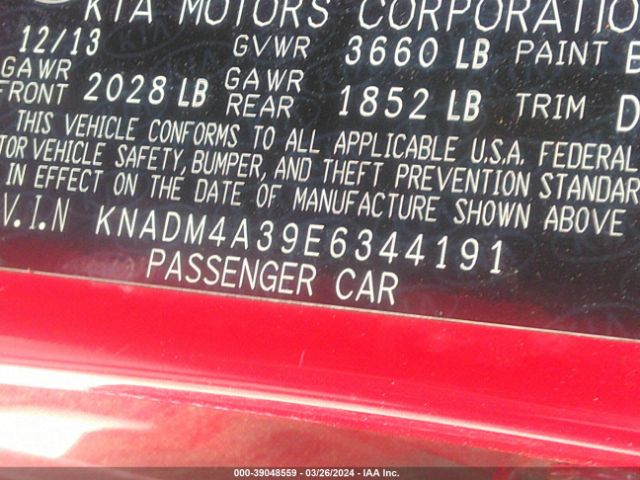 KIA MOTORS CORPORATION
12/13 GVWR 3660 LB PAINT
GAWR FRONT 2028 LB GAWR REAR 1852 LB TRIM D
THIS VEHICLE CONFORMS TO ALL APPLICABLE U.S.A. FEDERAL
TOR VEHICLE SAFETY, BUMPER, AND THEFT PREVENTION STANDAR
IN EFFECT ON THE DATE OF MANUFACTURE SHOWN ABOVE
V.I.N KNADM4A39E6344191
PASSENGER CAR
000-39048559 | 03/26/2024 - IAA Inc.